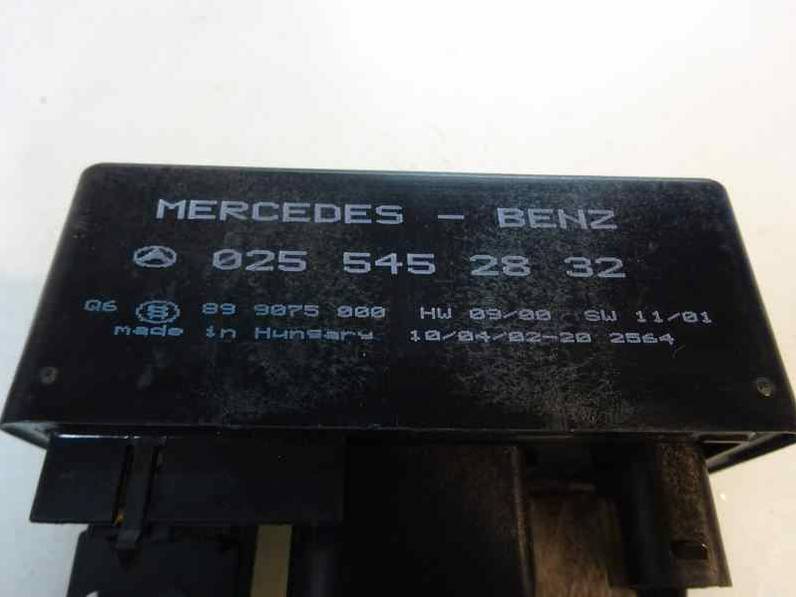 MERCEDES - BENZ
025 545 28 32
Q6 S 89 9075 000 HW 09/00 SW 11/01
made in Hungary 10/04/02-20 2564